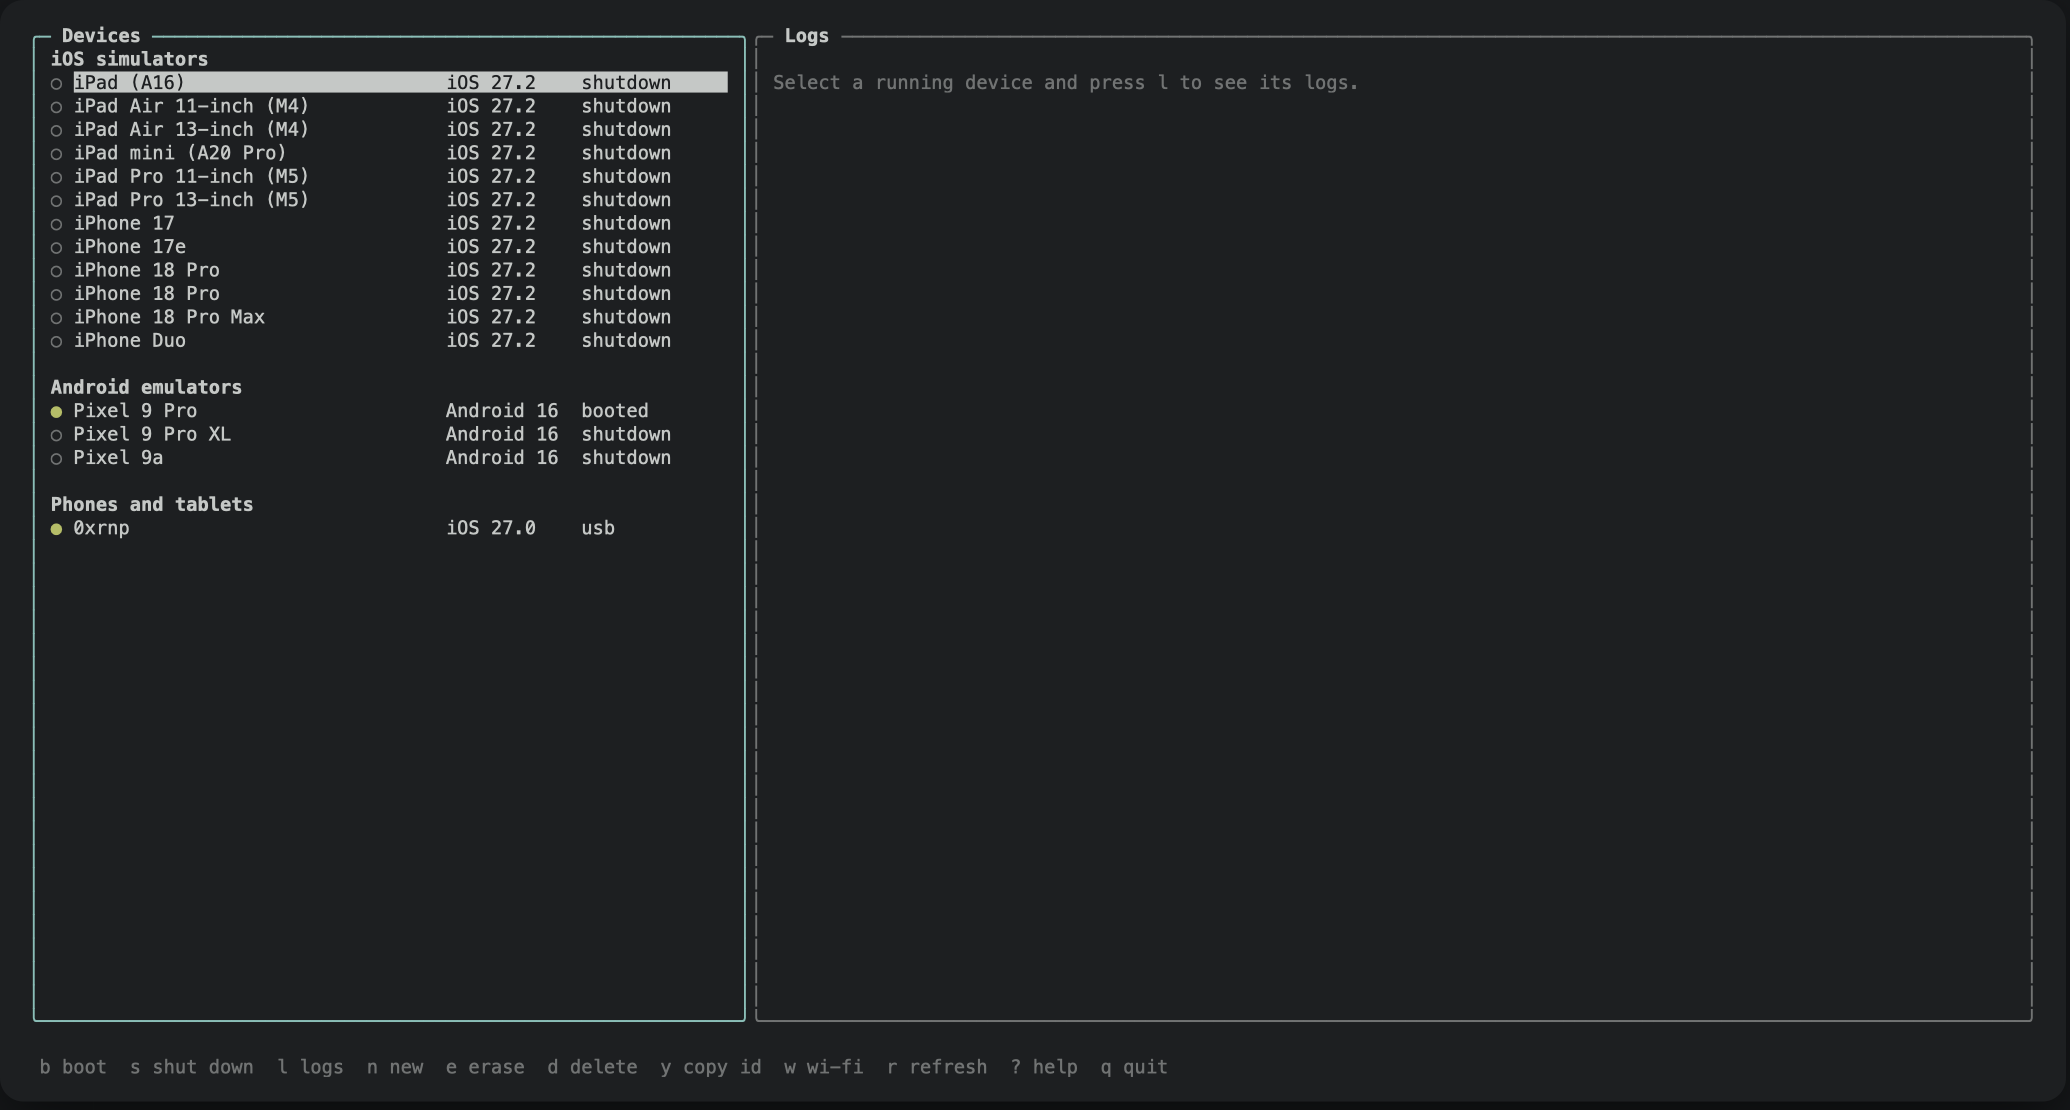 Devices
iOS simulators
iPad (A16) iOS 27.2 shutdown
iPad Air 11-inch (M4) iOS 27.2 shutdown
iPad Air 13-inch (M4) iOS 27.2 shutdown
iPad mini (A20 Pro) iOS 27.2 shutdown
iPad Pro 11-inch (M5) iOS 27.2 shutdown
iPad Pro 13-inch (M5) iOS 27.2 shutdown
iPhone 17 iOS 27.2 shutdown
iPhone 17e iOS 27.2 shutdown
iPhone 18 Pro iOS 27.2 shutdown
iPhone 18 Pro iOS 27.2 shutdown
iPhone 18 Pro Max iOS 27.2 shutdown
iPhone Duo iOS 27.2 shutdown
Android emulators
Pixel 9 Pro Android 16 booted
Pixel 9 Pro XL Android 16 shutdown
Pixel 9a Android 16 shutdown
Phones and tablets
0xrnp iOS 27.0 usb
Logs
Select a running device and press l to see its logs.
b boot s shut down l logs n new e erase d delete y copy id w wi-fi r refresh ? help q quit